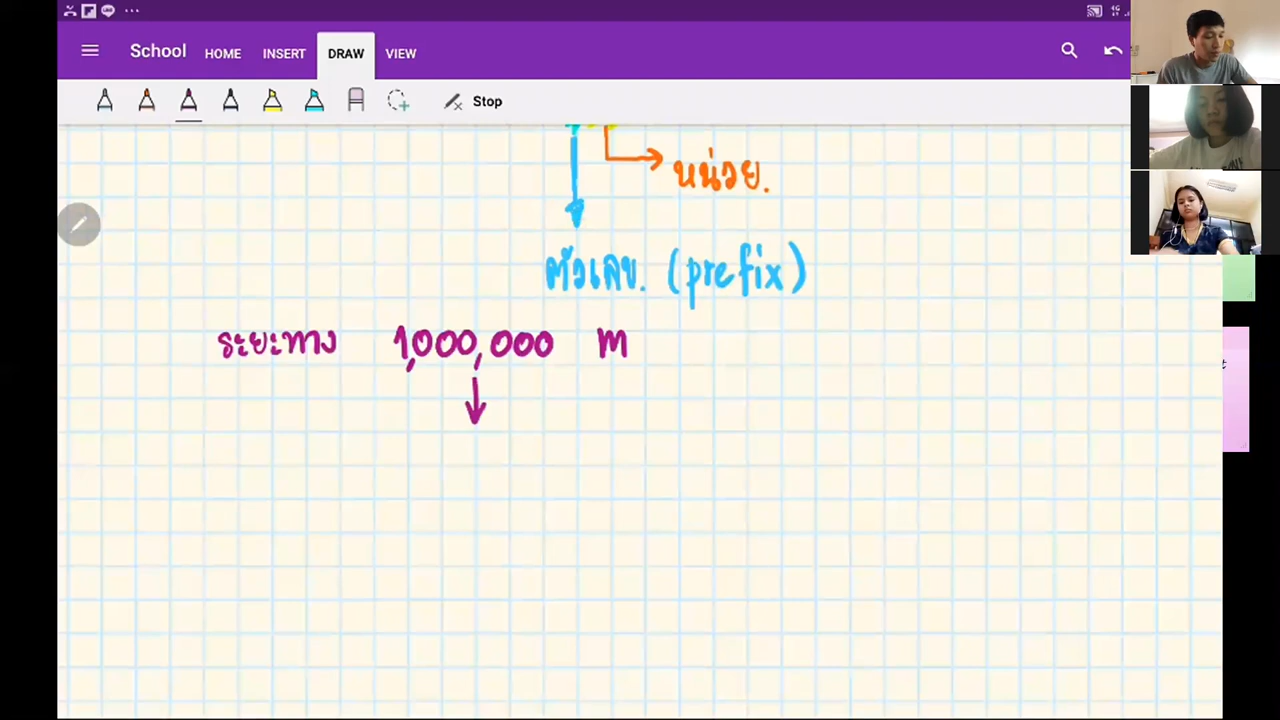 School HOME INSERT DRAW VIEW
Stop
หน่วย.
ตัวเลข. (prefix)
ระยะทาง 1,000,000 m